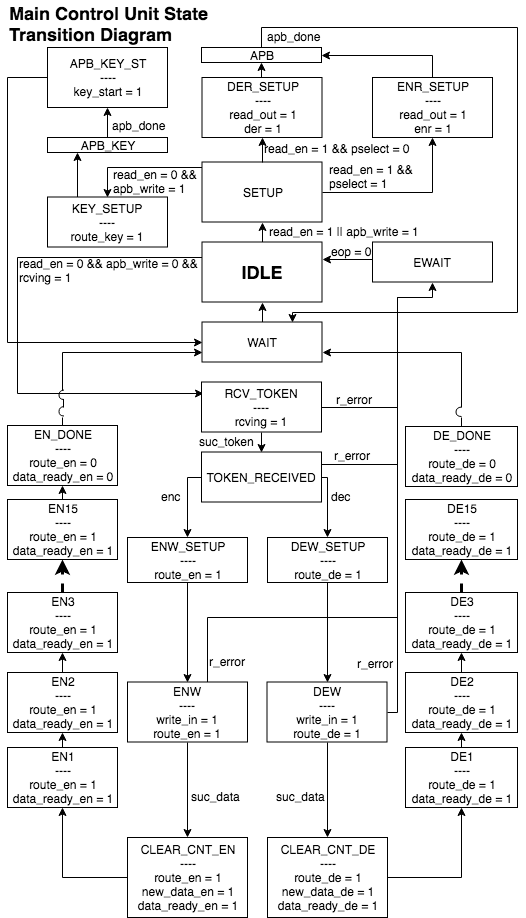 Main Control Unit State
Transition Diagram
apb_done
APB_KEY_ST
----
key_start = 1
APB
DER_SETUP
----
read_out = 1
der = 1
ENR_SETUP
----
read_out = 1
enr = 1
apb_done
APB_KEY
read_en = 1 && pselect = 0
read_en = 0 &&
apb_write = 1
SETUP
read_en = 1 &&
pselect = 1
KEY_SETUP
----
route_key = 1
read_en = 1 || apb_write = 1
read_en = 0 && apb_write = 0 &&
rcving = 1
IDLE
eop = 0
EWAIT
WAIT
RCV_TOKEN
----
rcving = 1
r_error
suc_token
EN_DONE
----
route_en = 0
data_ready_en = 0
DE_DONE
----
route_de = 0
data_ready_de = 0
TOKEN_RECEIVED
r_error
enc
dec
EN15
----
route_en = 1
data_ready_en = 1
DE15
----
route_de = 1
data_ready_de = 1
ENW_SETUP
----
route_en = 1
DEW_SETUP
----
route_de = 1
EN3
----
route_en = 1
data_ready_en = 1
DE3
----
route_de = 1
data_ready_de = 1
r_error
r_error
EN2
----
route_en = 1
data_ready_en = 1
ENW
----
write_in = 1
route_en = 1
DEW
----
write_in = 1
route_de = 1
DE2
----
route_de = 1
data_ready_de = 1
EN1
----
route_en = 1
data_ready_en = 1
DE1
----
route_de = 1
data_ready_de = 1
suc_data
suc_data
CLEAR_CNT_EN
----
route_en = 1
new_data_en = 1
data_ready_en = 1
CLEAR_CNT_DE
----
route_de = 1
new_data_de = 1
data_ready_de = 1